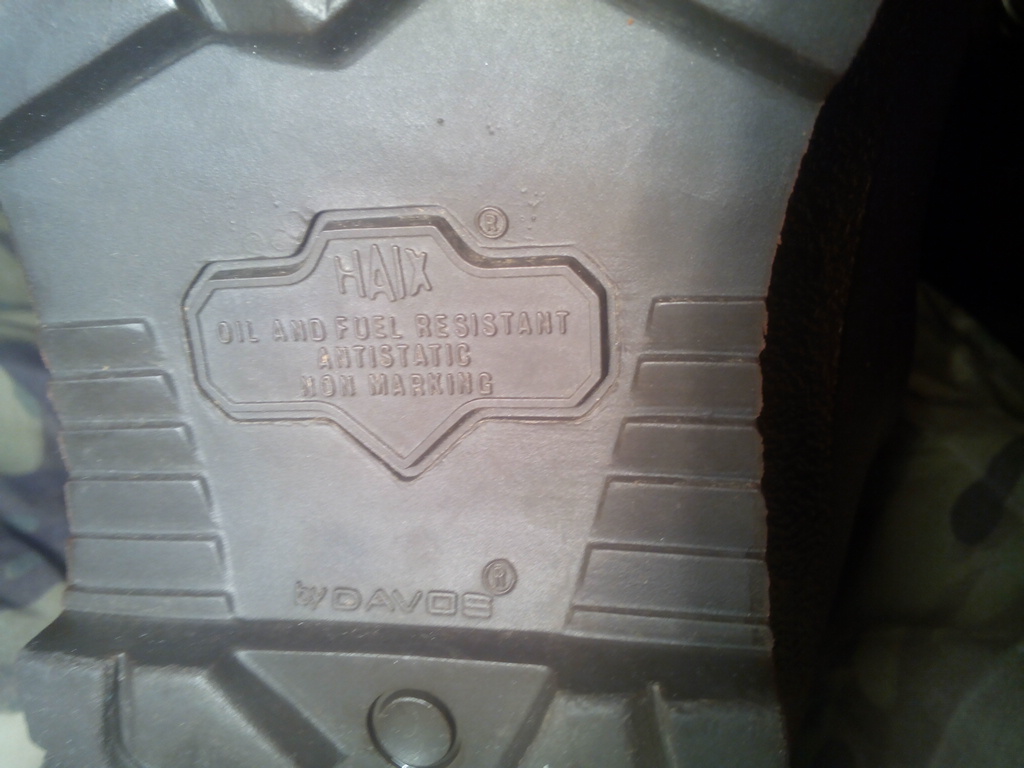 ®
HAIX
OIL AND FUEL RESISTANT
ANTISTATIC
NON MARKING
®
by DAVOS